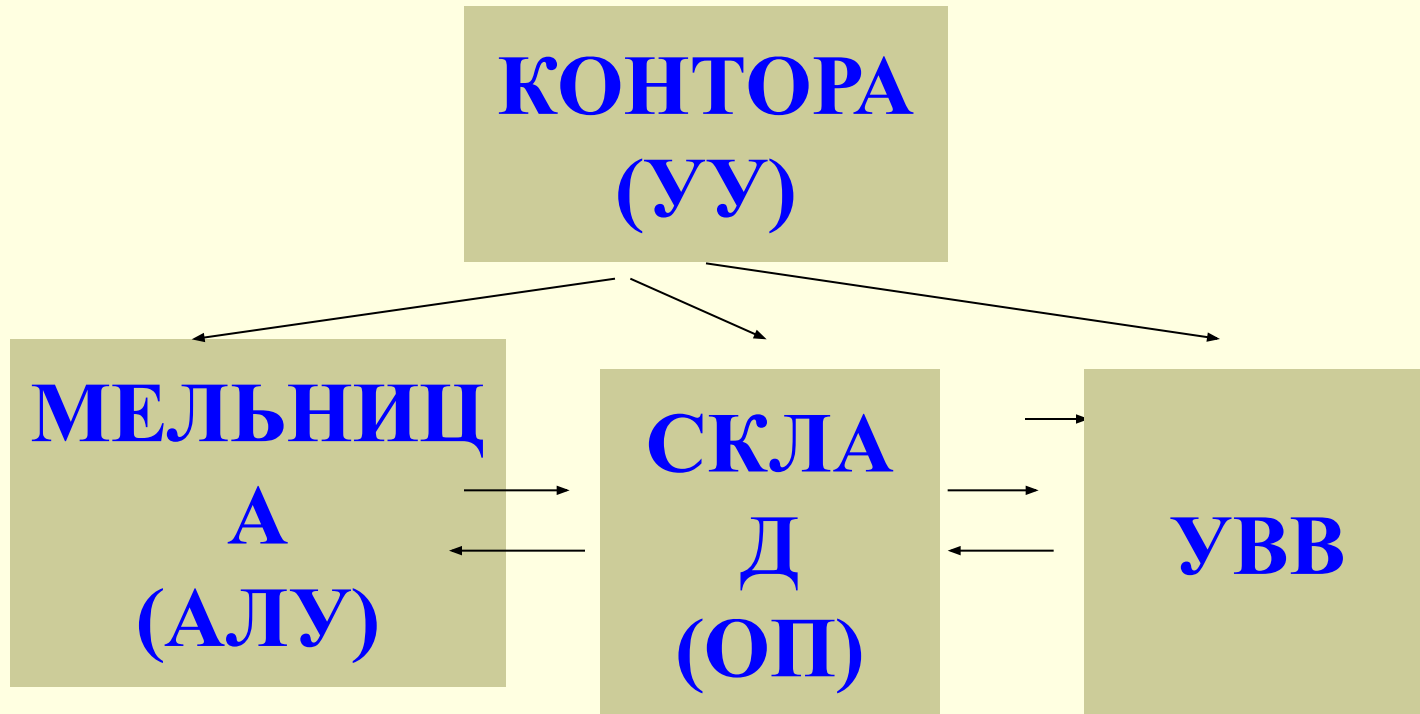 КОНТОРА
(УУ)
МЕЛЬНИЦ
А
(АЛУ)
СКЛА
Д
(ОП)
УВВ